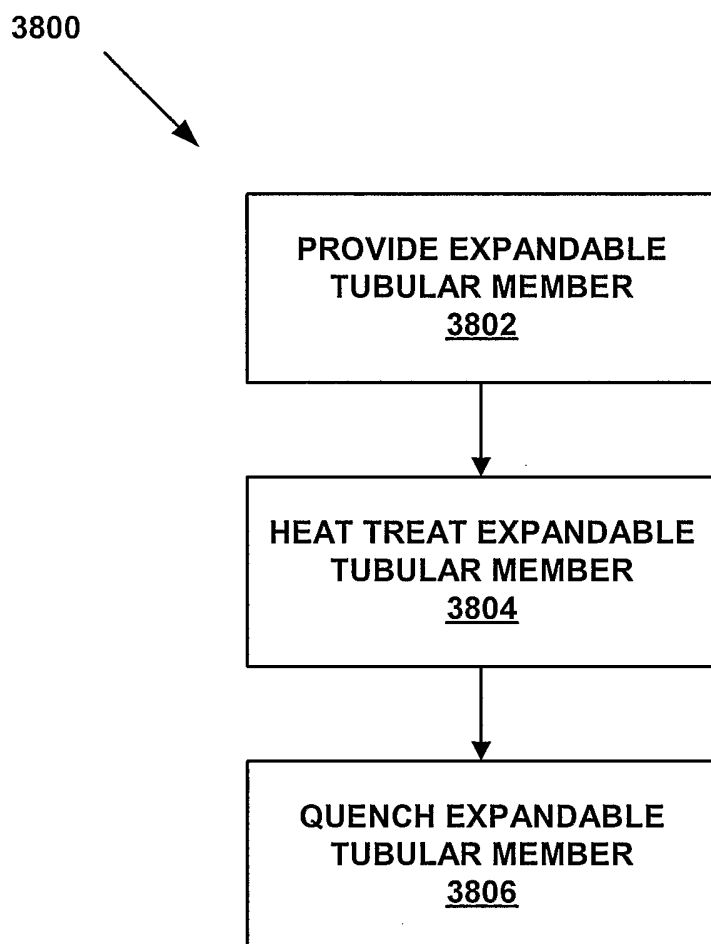 3800
PROVIDE EXPANDABLE
TUBULAR MEMBER
3802
HEAT TREAT EXPANDABLE
TUBULAR MEMBER
3804
QUENCH EXPANDABLE
TUBULAR MEMBER
3806